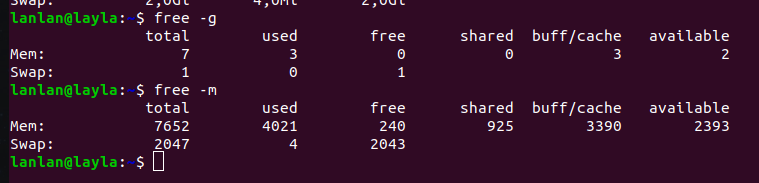 Swap: 2,0Gi 4,0Mi 2,0Gi
lanlan@layla:~$ free -g
total used free shared buff/cache available
Mem: 7 3 0 0 3 2
Swap: 1 0 1
lanlan@layla:~$ free -m
total used free shared buff/cache available
Mem: 7652 4021 240 925 3390 2393
Swap: 2047 4 2043
lanlan@layla:~$